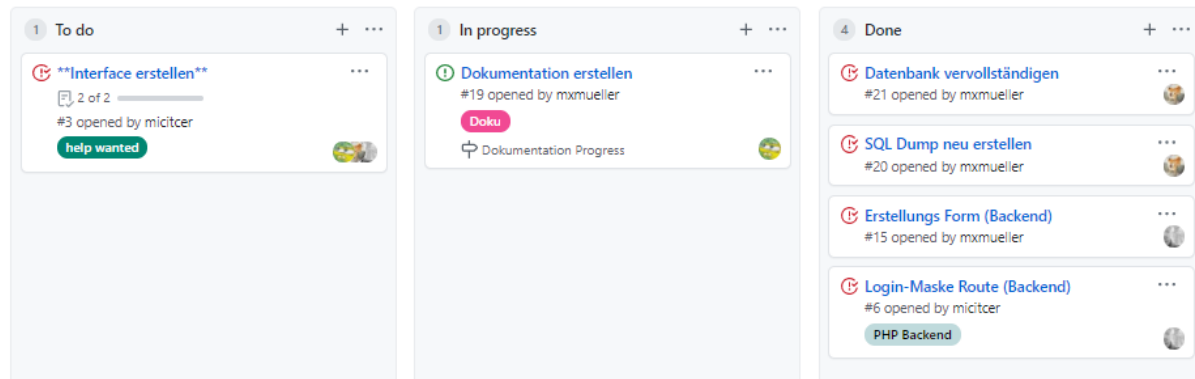 1 To do
**Interface erstellen**
2 of 2
#3 opened by micitcer
help wanted
1 In progress
Dokumentation erstellen
#19 opened by mxmueller
Doku
Dokumentation Progress
4 Done
Datenbank vervollständigen
#21 opened by mxmueller
SQL Dump neu erstellen
#20 opened by mxmueller
Erstellungs Form (Backend)
#15 opened by mxmueller
Login-Maske Route (Backend)
#6 opened by micitcer
PHP Backend